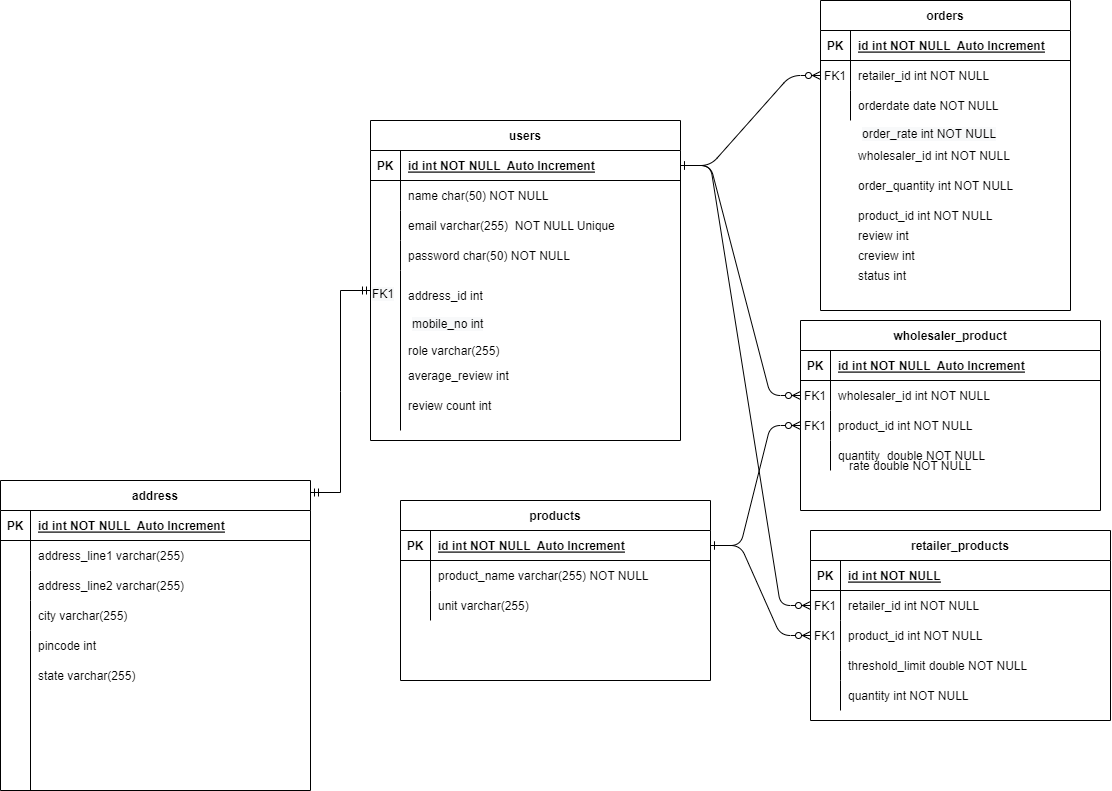 orders
PK id int NOT NULL Auto Increment
FK1 retailer_id int NOT NULL
orderdate date NOT NULL
order_rate int NOT NULL
wholesaler_id int NOT NULL
order_quantity int NOT NULL
product_id int NOT NULL
review int
creview int
status int
users
PK id int NOT NULL Auto Increment
name char(50) NOT NULL
email varchar(255) NOT NULL Unique
password char(50) NOT NULL
FK1 address_id int
mobile_no int
role varchar(255)
average_review int
review count int
wholesaler_product
PK id int NOT NULL Auto Increment
FK1 wholesaler_id int NOT NULL
FK1 product_id int NOT NULL
quantity double NOT NULL
rate double NOT NULL
address
PK id int NOT NULL Auto Increment
address_line1 varchar(255)
address_line2 varchar(255)
city varchar(255)
pincode int
state varchar(255)
products
PK id int NOT NULL Auto Increment
product_name varchar(255) NOT NULL
unit varchar(255)
retailer_products
PK id int NOT NULL
FK1 retailer_id int NOT NULL
FK1 product_id int NOT NULL
threshold_limit double NOT NULL
quantity int NOT NULL